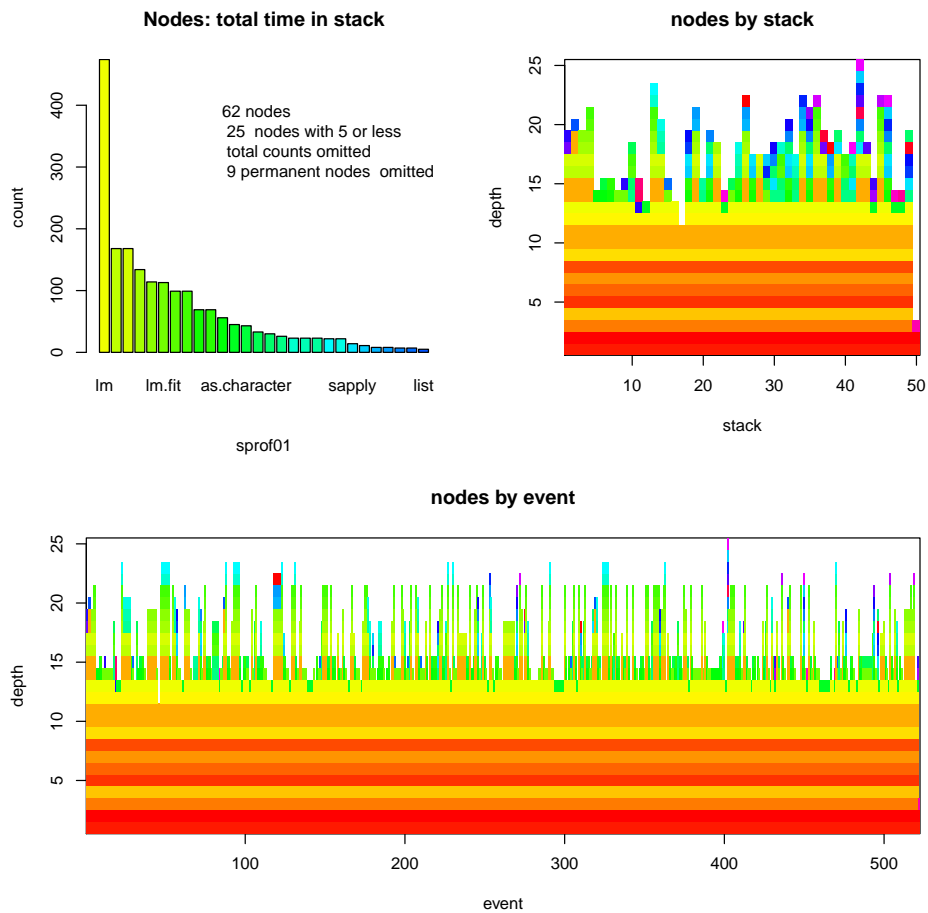 Nodes: total time in stack
count
0
100
200
300
400
62 nodes
25 nodes with 5 or less
total counts omitted
9 permanent nodes omitted
lm
lm.fit
as.character
sapply
list
sprof01
nodes by stack
depth
5
10
15
20
25
10
20
30
40
50
stack
nodes by event
depth
5
10
15
20
25
100
200
300
400
500
event